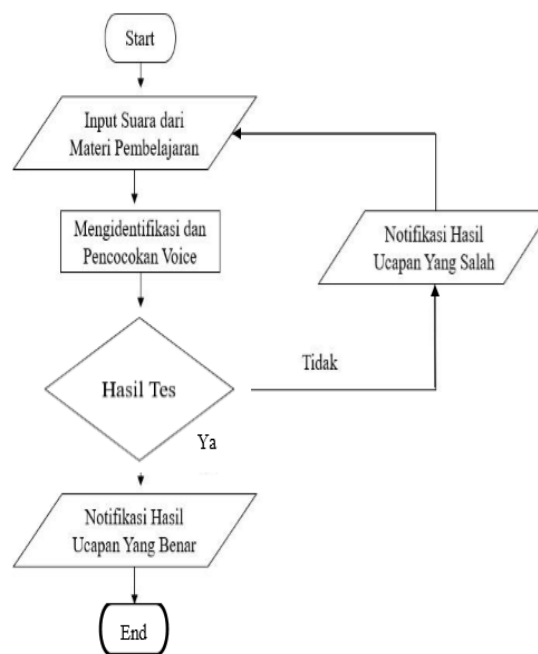 Start
Input Suara dari
Materi Pembelajaran
Mengidentifikasi dan
Pencocokan Voice
Notifikasi Hasil
Ucapan Yang Salah
Hasil Tes
Tidak
Ya
Notifikasi Hasil
Ucapan Yang Benar
End